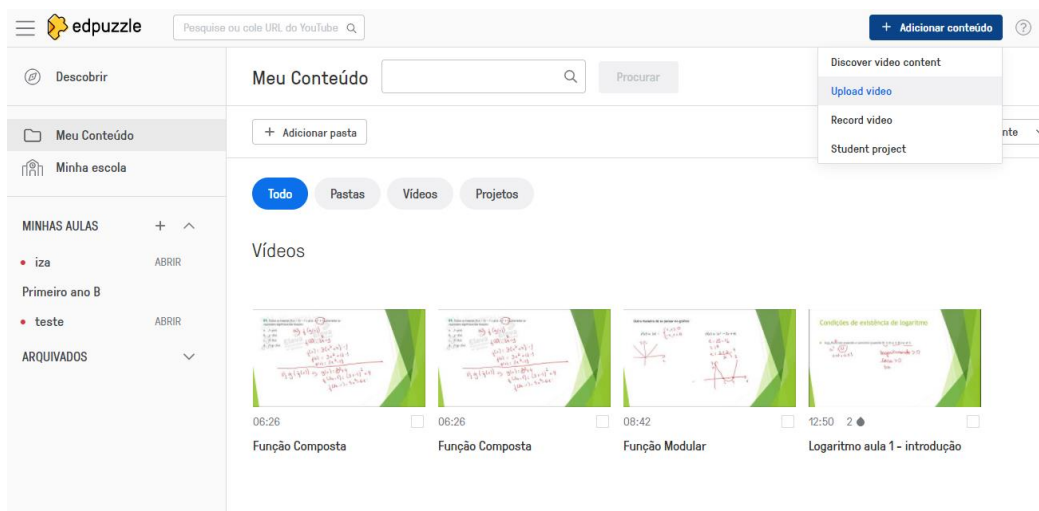 edpuzzle
Pesquise ou cole URL do YouTube
+ Adicionar conteúdo
?
Descobrir
Meu Conteúdo
Procurar
Discover video content
Upload video
Record video
Student project
Meu Conteúdo
Minha escola
+ Adicionar pasta
nte
Todo
Pastas
Vídeos
Projetos
MINHAS AULAS
+
iza
ABRIR
Primeiro ano B
teste
ABRIR
ARQUIVADOS
Vídeos
Condições de existência de logaritmo
06:26
06:26
08:42
12:50 2
Função Composta
Função Composta
Função Modular
Logaritmo aula 1 - introdução